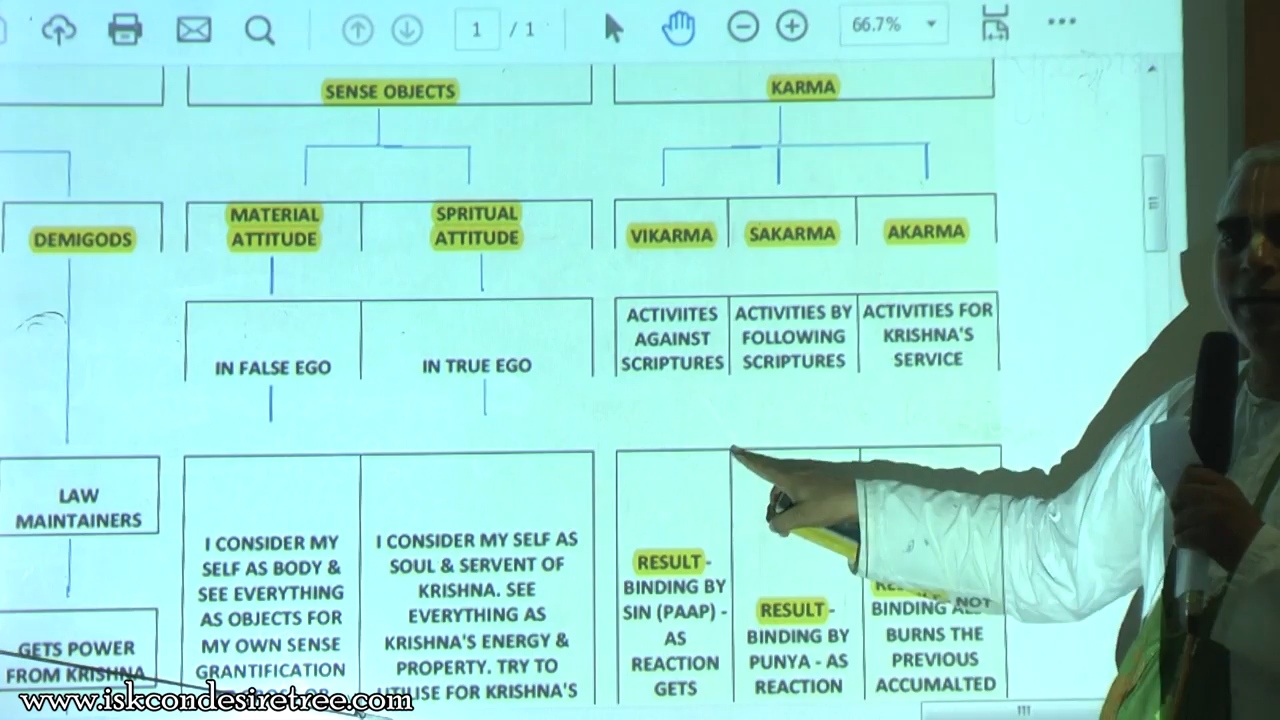 1 / 1
66.7%
SENSE OBJECTS
KARMA
DEMIGODS
MATERIAL
ATTITUDE
SPRITUAL
ATTITUDE
VIKARMA
SAKARMA
AKARMA
IN FALSE EGO
IN TRUE EGO
ACTIVIITES
AGAINST
SCRIPTURES
ACTIVITIES BY
FOLLOWING
SCRIPTURES
ACTIVITIES FOR
KRISHNA'S
SERVICE
LAW
MAINTAINERS
GETS POWER
FROM KRISHNA
I CONSIDER MY
SELF AS BODY &
SEE EVERYTHING
AS OBJECTS FOR
MY OWN SENSE
GRANTIFICATION
I CONSIDER MY SELF AS
SOUL & SERVENT OF
KRISHNA. SEE
EVERYTHING AS
KRISHNA'S ENERGY &
PROPERTY. TRY TO
UTILISE FOR KRISHNA'S
RESULT-
BINDING BY
SIN (PAAP) -
AS
REACTION
GETS
RESULT-
BINDING BY
PUNYA - AS
REACTION
NOT
BINDING
BURNS THE
PREVIOUS
ACCUMALTED
www.iskcondesiretree.com